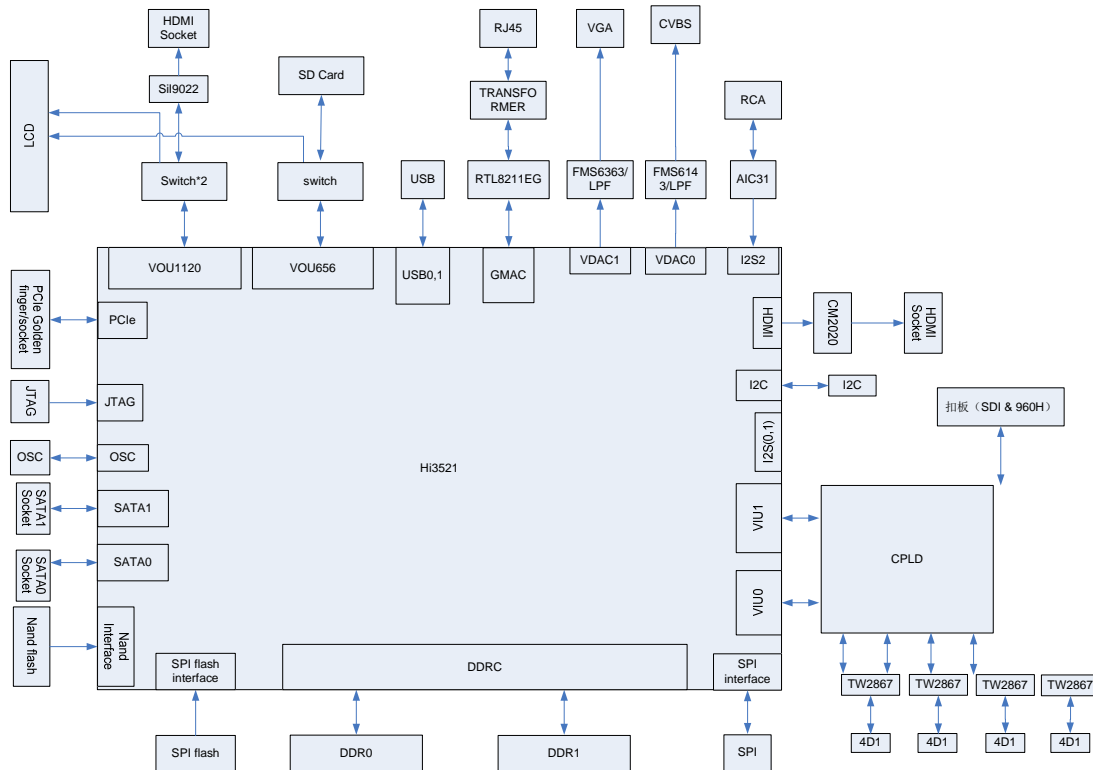 HDMI
Socket
RJ45
VGA
CVBS
SD Card
SiI9022
TRANSFO
RMER
RCA
LCD
Switch*2
switch
USB
RTL8211EG
FMS6363/
LPF
FMS614
3/LPF
AIC31
VOU1120
VOU656
USB0,1
GMAC
VDAC1
VDAC0
I2S2
PCIe Golden
finger/socket
PCIe
HDMI
CM2020
HDMI
Socket
JTAG
JTAG
I2C
I2C
扣板（SDI & 960H）
OSC
OSC
I2S(0,1)
Hi3521
SATA1
Socket
SATA1
VIU1
CPLD
SATA0
Socket
SATA0
VIU0
Nand flash
Nand
Interface
SPI flash
interface
DDRC
SPI
interface
TW2867
TW2867
TW2867
TW2867
SPI flash
DDR0
DDR1
SPI
4D1
4D1
4D1
4D1